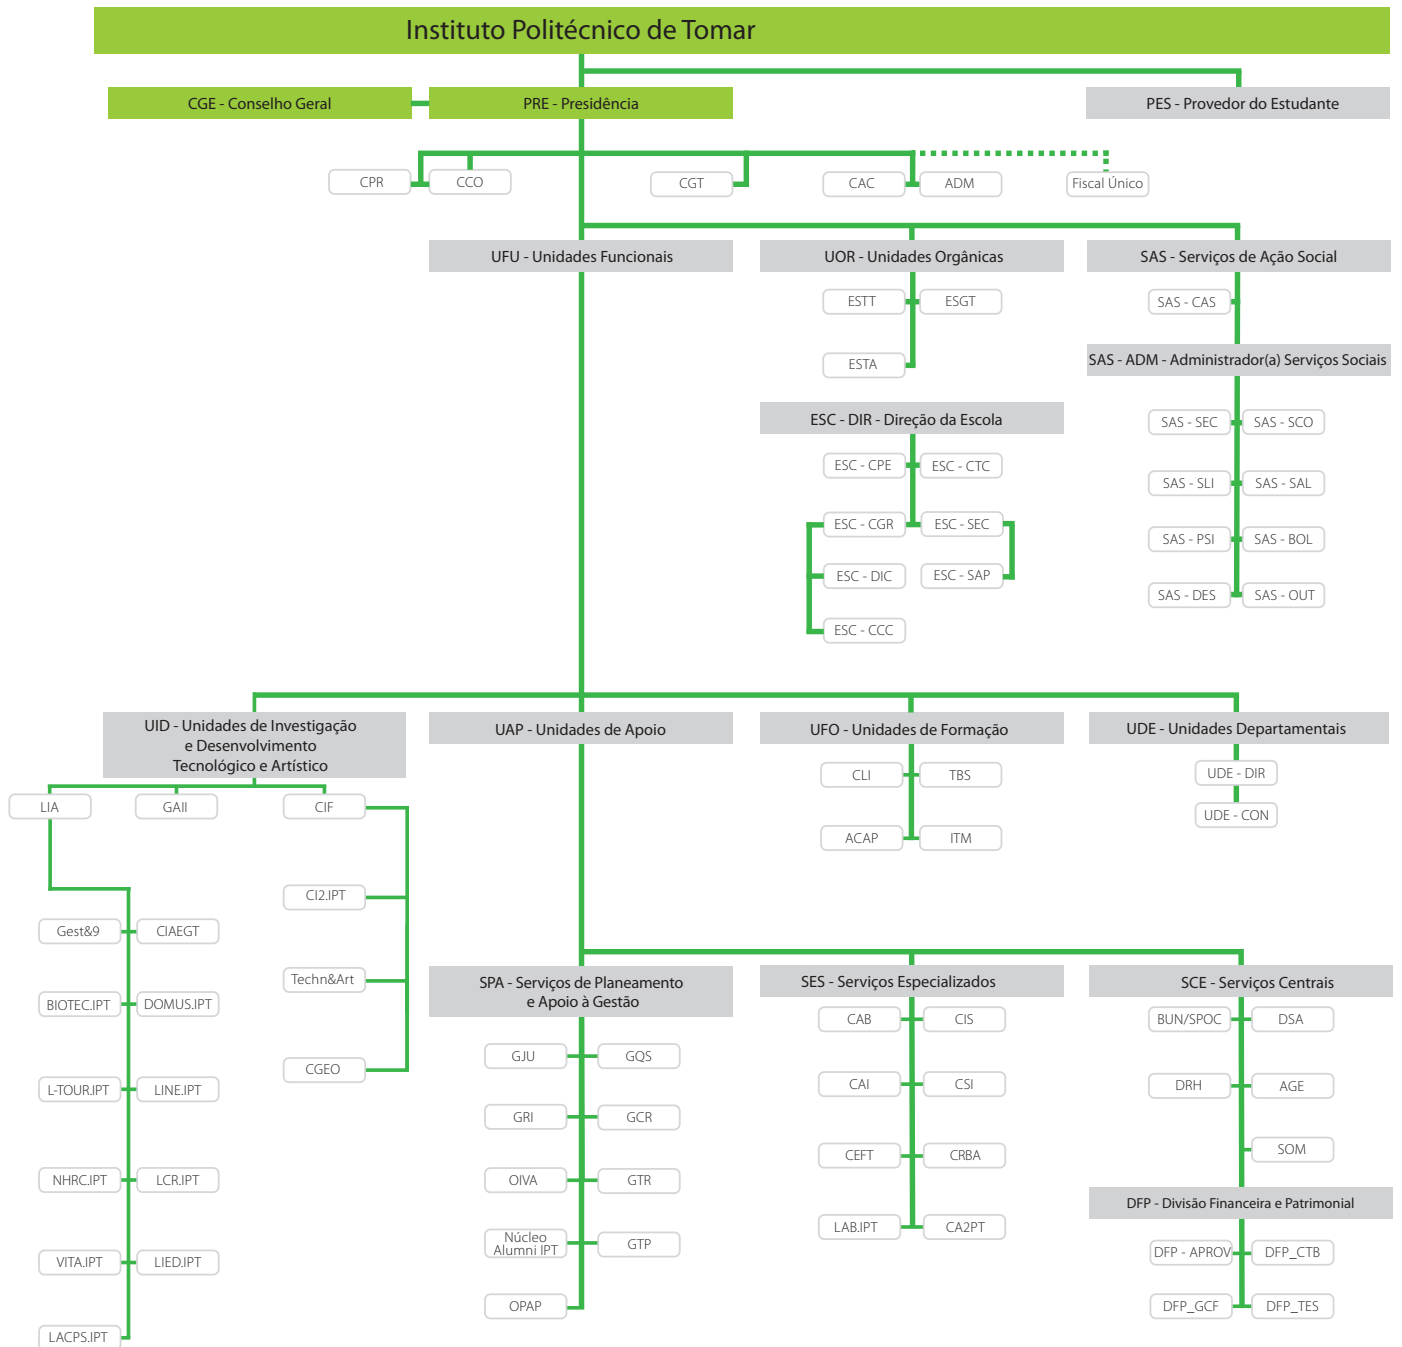 Instituto Politécnico de Tomar
CGE - Conselho Geral
PRE - Presidência
PES - Provedor do Estudante
CPR
CCO
CGT
CAC
ADM
Fiscal Único
UFU - Unidades Funcionais
UOR - Unidades Orgânicas
SAS - Serviços de Ação Social
ESTT
ESGT
SAS - CAS
ESTA
SAS - ADM - Administrador(a) Serviços Sociais
ESC - DIR - Direção da Escola
SAS - SEC
SAS - SCO
ESC - CPE
ESC - CTC
SAS - SLI
SAS - SAL
ESC - CGR
ESC - SEC
SAS - PSI
SAS - BOL
ESC - DIC
ESC - SAP
SAS - DES
SAS - OUT
ESC - CCC
UID - Unidades de Investigação
e Desenvolvimento
Tecnológico e Artístico
UAP - Unidades de Apoio
UFO - Unidades de Formação
UDE - Unidades Departamentais
LIA
GAII
CIF
CLI
TBS
UDE - DIR
UDE - CON
ACAP
ITM
CI2.IPT
Gest&9
CIAEGT
Techn&Art
BIOTEC.IPT
DOMUS.IPT
CGEO
L-TOUR.IPT
LINE.IPT
NHRC.IPT
LCR.IPT
VITA.IPT
LIED.IPT
LACPS.IPT
SPA - Serviços de Planeamento
e Apoio à Gestão
SES - Serviços Especializados
SCE - Serviços Centrais
GJU
GQS
GRI
GCR
OIVA
GTR
Núcleo
Alumni IPT
GTP
OPAP
CAB
CIS
CAI
CSI
CEFT
CRBA
LAB.IPT
CA2PT
BUN/SPOC
DSA
DRH
AGE
SOM
DFP - Divisão Financeira e Patrimonial
DFP - APROV
DFP_CTB
DFP_GCF
DFP_TES